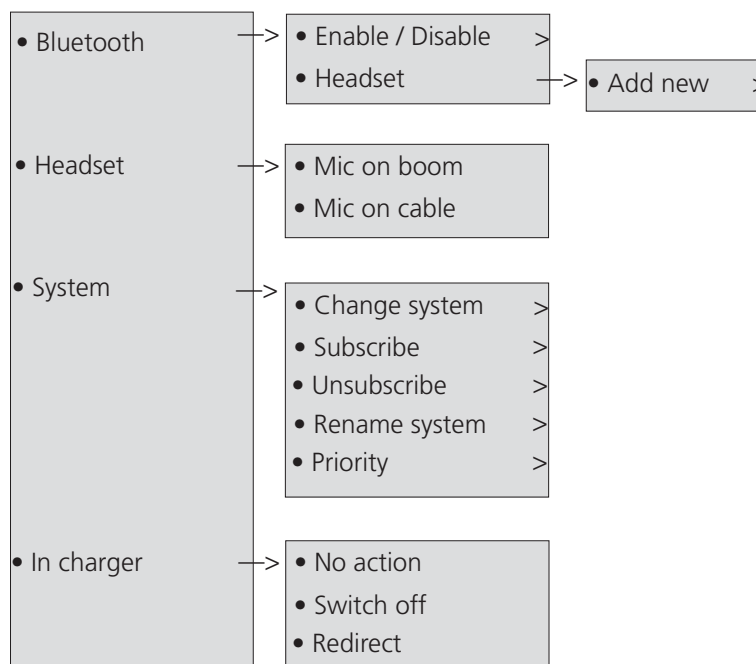 • Bluetooth —> • Enable / Disable >
• Headset —> • Add new >
• Headset —> • Mic on boom
• Mic on cable
• System —> • Change system >
• Subscribe >
• Unsubscribe >
• Rename system >
• Priority >
• In charger —> • No action
• Switch off
• Redirect